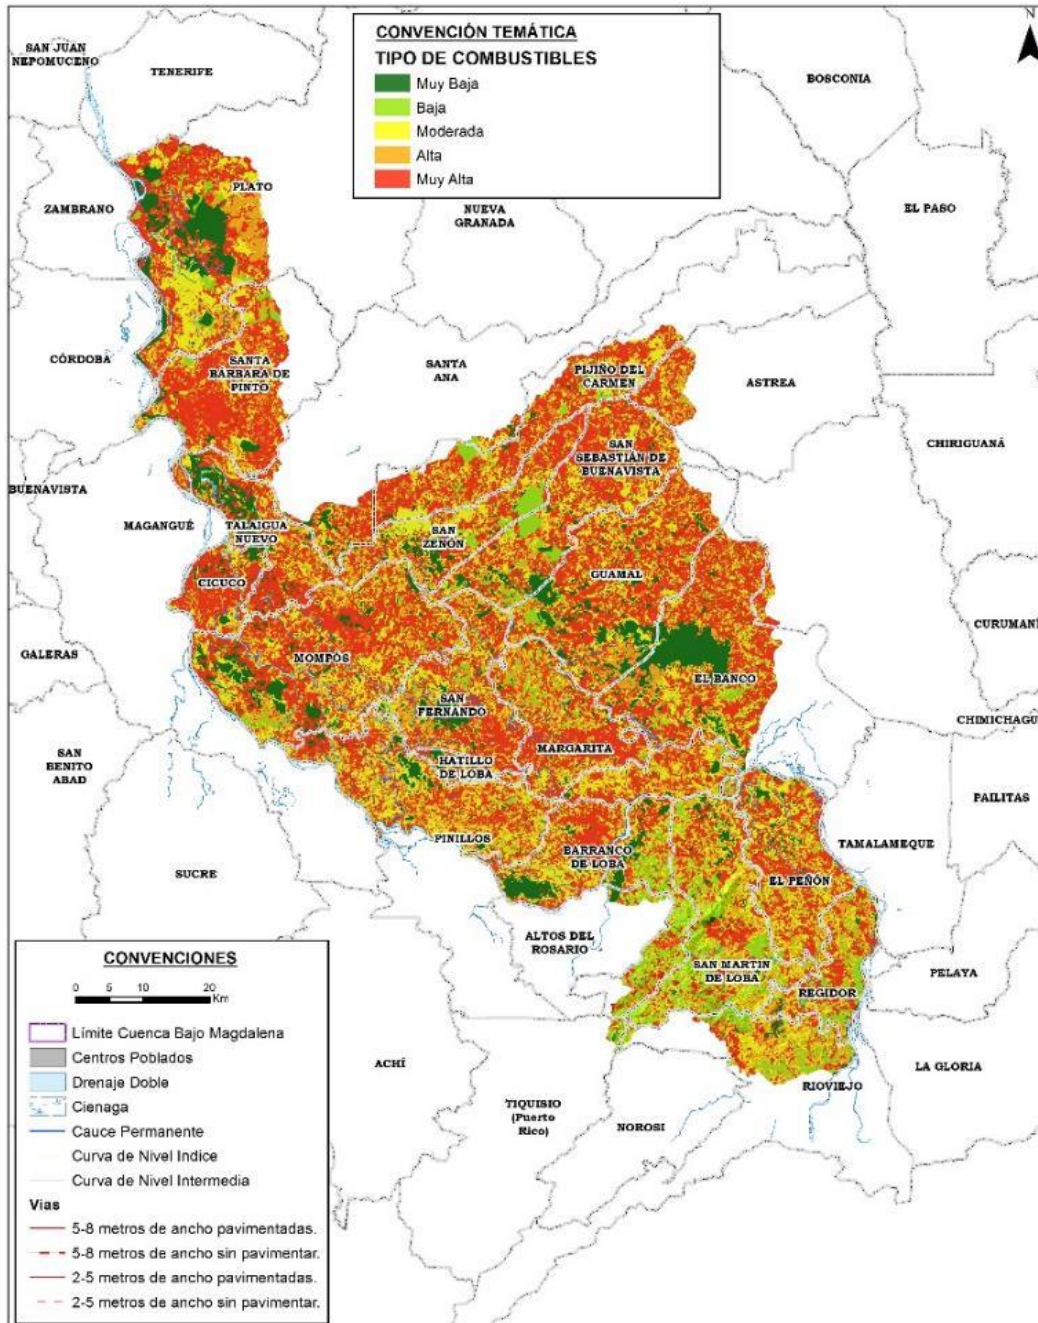 N
CONVENCIÓN TEMÁTICA
TIPO DE COMBUSTIBLES
Muy Baja
Baja
Moderada
Alta
Muy Alta
SAN JUAN
NEPOMUCENO
TENERIFE
BOSCONIA
PLATO
ZAMBRANO
NUEVA
GRANADA
EL PASO
CÓRDOBA
SANTA
BÁRBARA DE
PINTO
SANTA
ANA
PIJIÑO DEL
CARMEN
ASTREA
SAN
SEBASTIÁN DE
BUENAVISTA
CHIRIGUANÁ
BUENAVISTA
MAGANGUÉ
TALAIGUA
NUEVO
SAN
ZENÓN
CICUCO
GUAMAL
CURUMANÍ
GALERAS
MOMPÓS
EL BANCO
SAN
FERNANDO
CHIMICHAGU
SAN
BENITO
ABAD
MARGARITA
HATILLO
DE LOBA
PAILITAS
PINILLOS
BARRANCO
DE LOBA
TAMALAMEQUE
SUCRE
EL PEÑÓN
ALTOS DEL
ROSARIO
SAN MARTÍN
DE LOBA
PELAYA
REGIDOR
ACHÍ
LA GLORIA
RIOVIEJO
TIQUISIO
(Puerto
Rico)
NOROSI
CONVENCIONES
0 5 10 20
Km
Límite Cuenca Bajo Magdalena
Centros Poblados
Drenaje Doble
Cienaga
Cauce Permanente
Curva de Nivel Indice
Curva de Nivel Intermedia
Vias
5-8 metros de ancho pavimentadas.
5-8 metros de ancho sin pavimentar.
2-5 metros de ancho pavimentadas.
2-5 metros de ancho sin pavimentar.